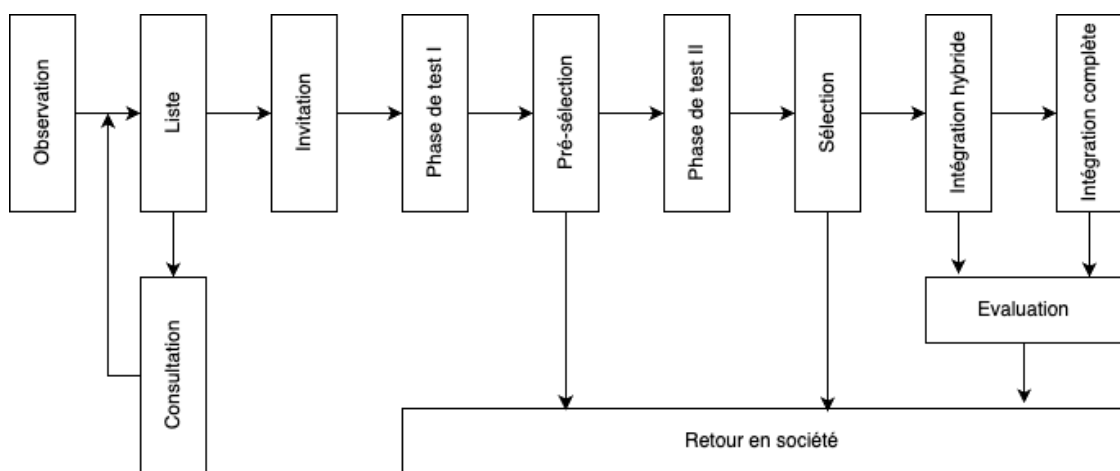 Observation
Liste
Invitation
Phase de test I
Pré-sélection
Phase de test II
Sélection
Intégration hybride
Intégration complète
Consultation
Evaluation
Retour en société